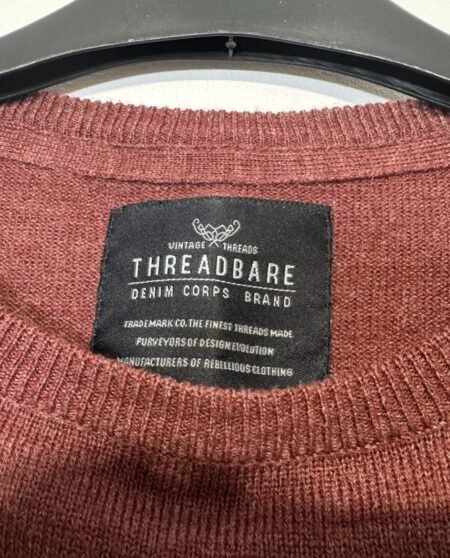 VINTAGE THREADS
THREADBARE
DENIM CORPS BRAND
TRADEMARK CO. THE FINEST THREADS MADE
PURVEYORS OF DESIGN EVOLUTION
MANUFACTURERS OF REBELLIOUS CLOTHING